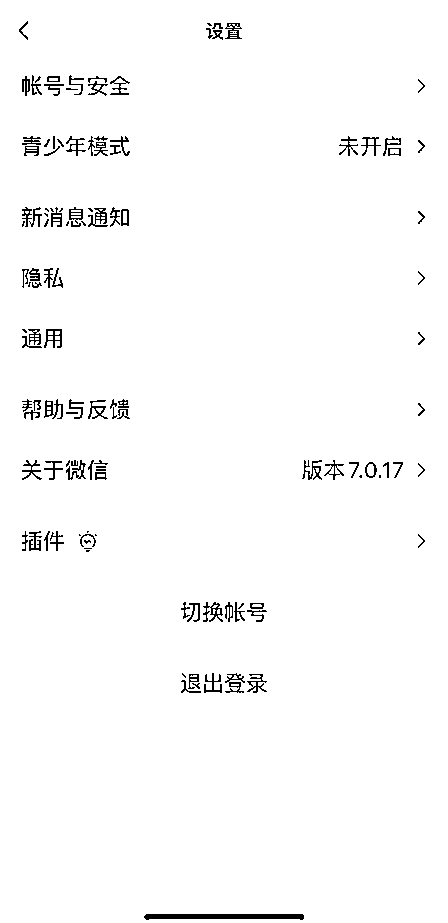 设置
帐号与安全
青少年模式 未开启
新消息通知
隐私
通用
帮助与反馈
关于微信 版本7.0.17
插件
切换帐号
退出登录